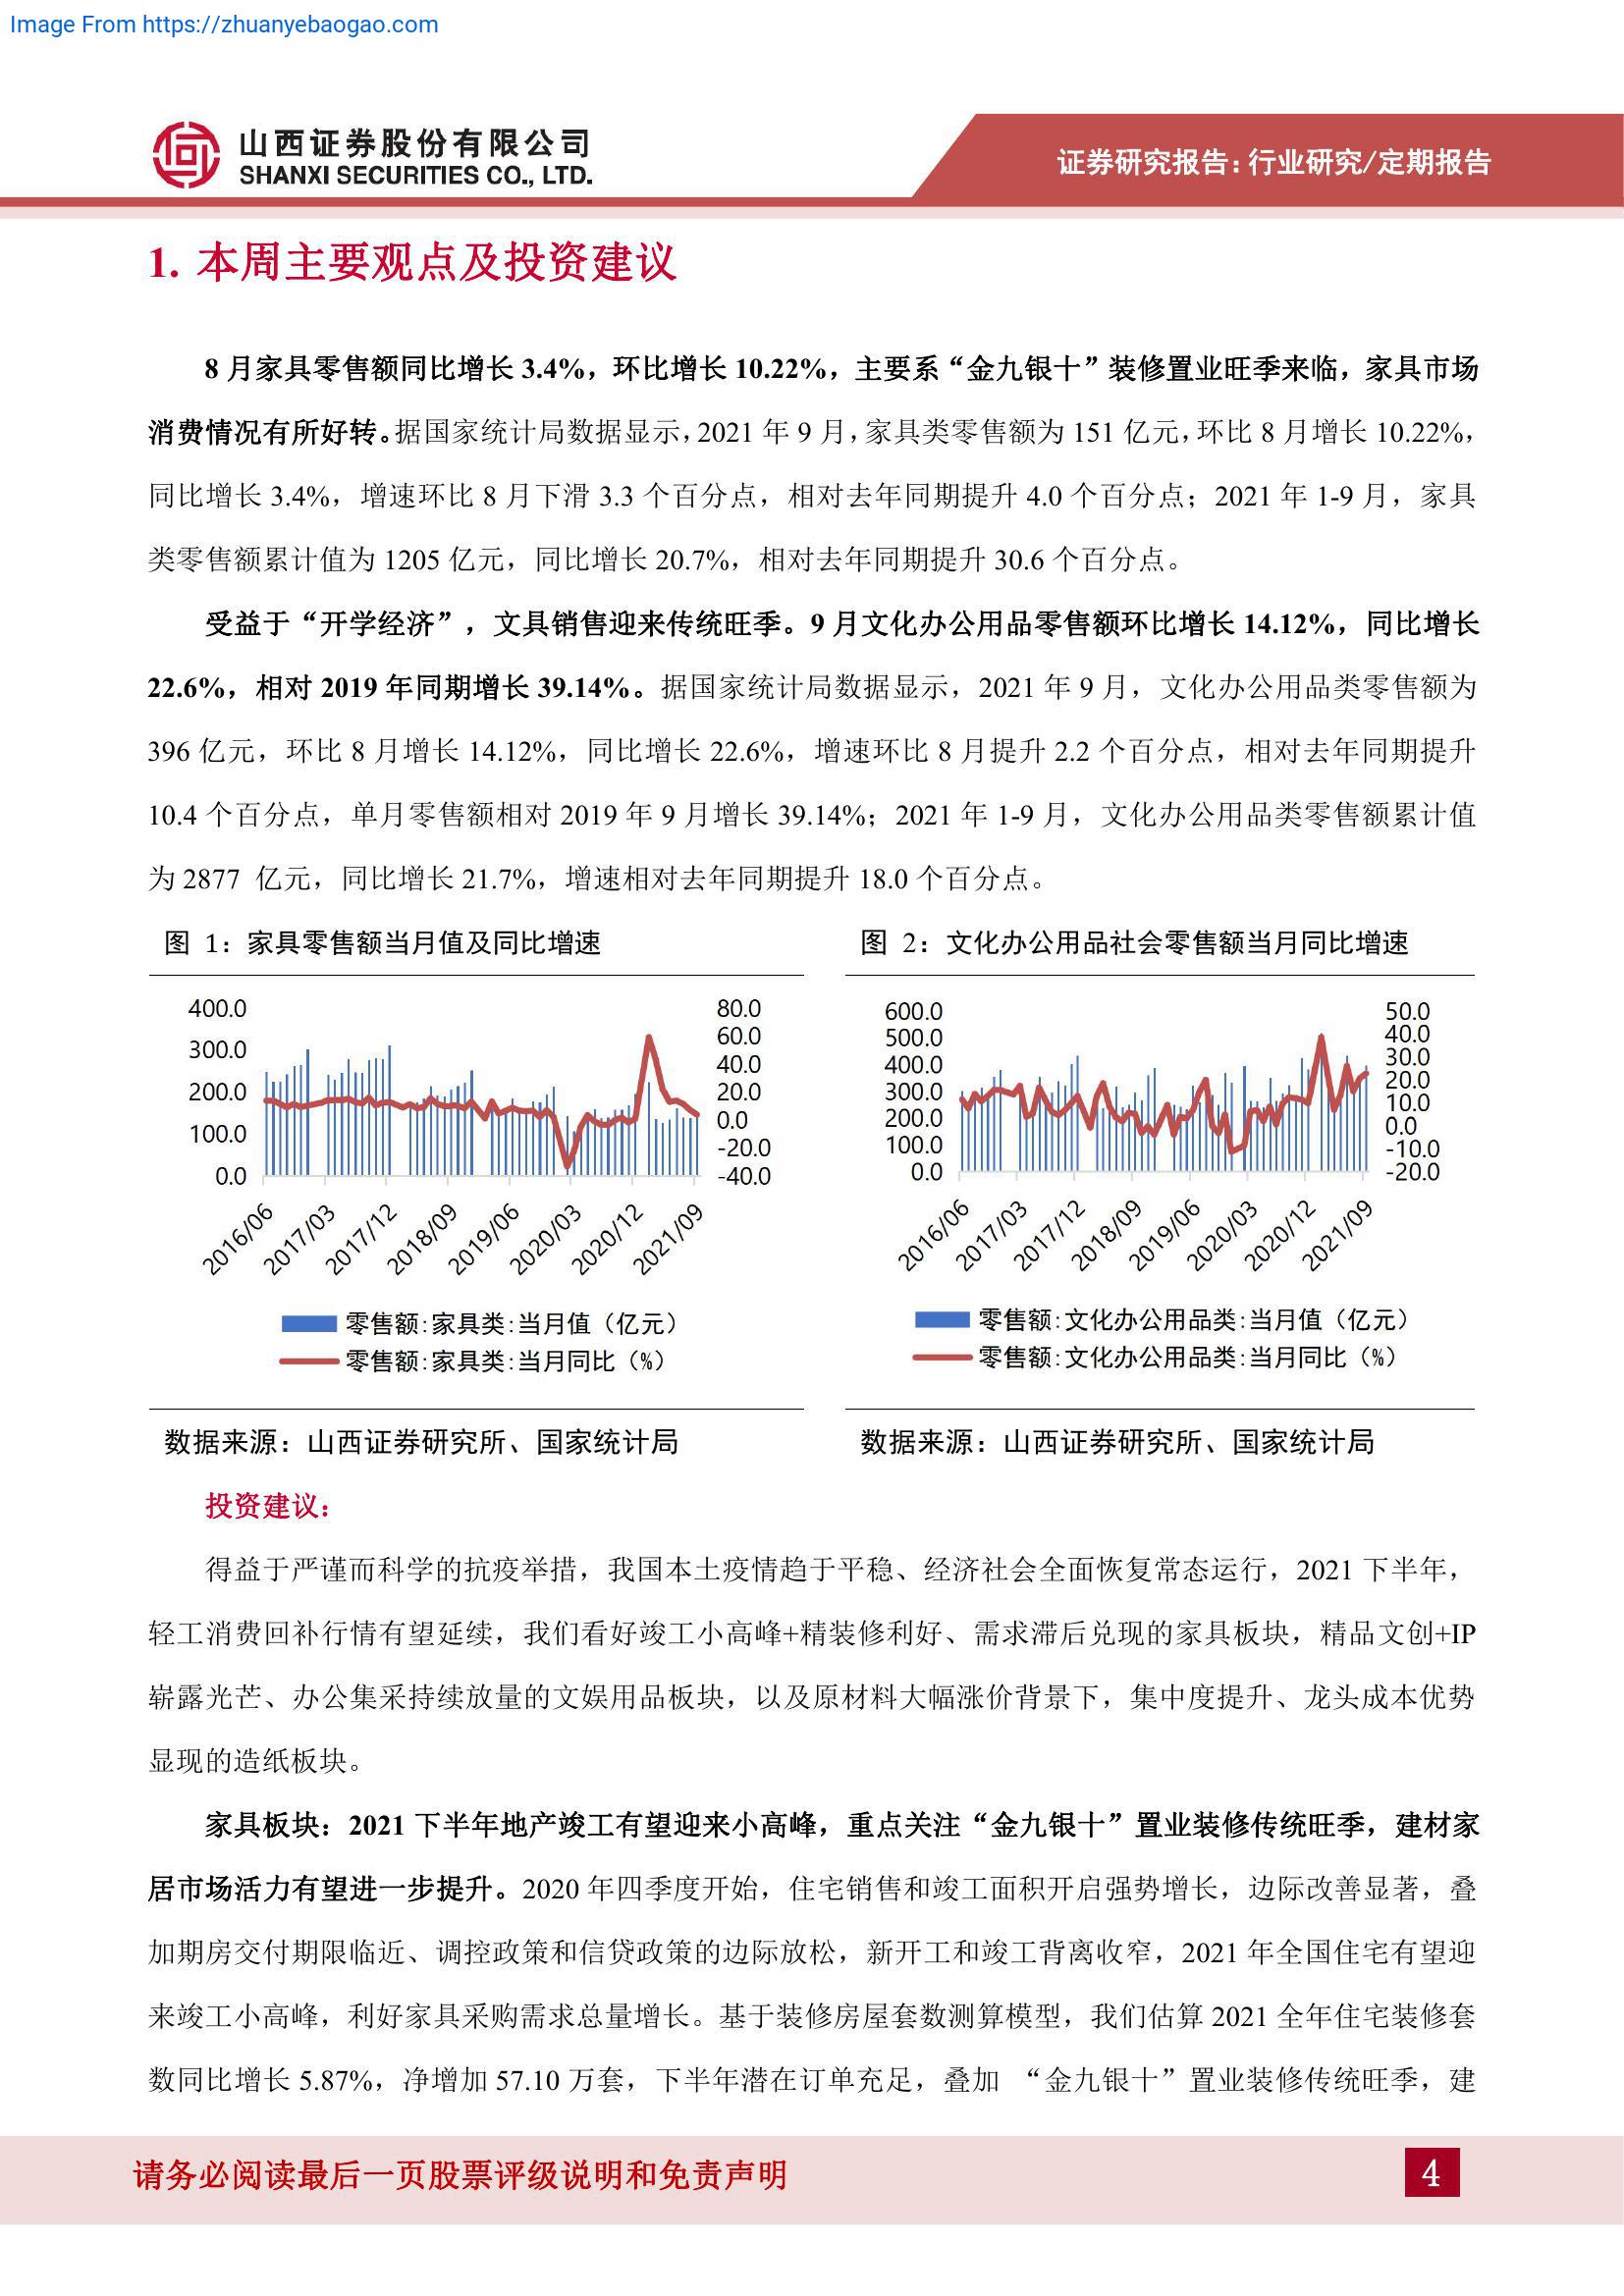 Image From https://zhuanyebaogao.com
山西证券股份有限公司
SHANXI SECURITIES CO., LTD.
证券研究报告：行业研究/定期报告
1. 本周主要观点及投资建议
8 月家具零售额同比增长 3.4%，环比增长 10.22%，主要系“金九银十”装修置业旺季来临，家具市场
消费情况有所好转。据国家统计局数据显示，2021 年 9 月，家具类零售额为 151 亿元，环比 8 月增长 10.22%，
同比增长 3.4%，增速环比 8 月下滑 3.3 个百分点，相对去年同期提升 4.0 个百分点；2021 年 1-9 月，家具
类零售额累计值为 1205 亿元，同比增长 20.7%，相对去年同期提升 30.6 个百分点。
受益于“开学经济”，文具销售迎来传统旺季。9 月文化办公用品零售额环比增长 14.12%，同比增长
22.6%，相对 2019 年同期增长 39.14%。据国家统计局数据显示，2021 年 9 月，文化办公用品类零售额为
396 亿元，环比 8 月增长 14.12%，同比增长 22.6%，增速环比 8 月提升 2.2 个百分点，相对去年同期提升
10.4 个百分点，单月零售额相对 2019 年 9 月增长 39.14%；2021 年 1-9 月，文化办公用品类零售额累计值
为 2877 亿元，同比增长 21.7%，增速相对去年同期提升 18.0 个百分点。
图 1：家具零售额当月值及同比增速
400.0
300.0
200.0
100.0
0.0
80.0
60.0
40.0
20.0
0.0
-20.0
-40.0
2016/06
2017/03
2017/12
2018/09
2019/06
2020/03
2020/12
2021/09
零售额:家具类:当月值（亿元）
零售额:家具类:当月同比（%）
数据来源：山西证券研究所、国家统计局
图 2：文化办公用品社会零售额当月同比增速
600.0
500.0
400.0
300.0
200.0
100.0
0.0
50.0
40.0
30.0
20.0
10.0
0.0
-10.0
-20.0
2016/06
2017/03
2017/12
2018/09
2019/06
2020/03
2020/12
2021/09
零售额:文化办公用品类:当月值（亿元）
零售额:文化办公用品类:当月同比（%）
数据来源：山西证券研究所、国家统计局
投资建议：
得益于严谨而科学的抗疫举措，我国本土疫情趋于平稳、经济社会全面恢复常态运行，2021 下半年，
轻工消费回补行情有望延续，我们看好竣工小高峰+精装修利好、需求滞后兑现的家具板块，精品文创+IP
崭露光芒、办公集采持续放量的文娱用品板块，以及原材料大幅涨价背景下，集中度提升、龙头成本优势
显现的造纸板块。
家具板块：2021 下半年地产竣工有望迎来小高峰，重点关注“金九银十”置业装修传统旺季，建材家
居市场活力有望进一步提升。2020 年四季度开始，住宅销售和竣工面积开启强势增长，边际改善显著，叠
加期房交付期限临近、调控政策和信贷政策的边际放松，新开工和竣工背离收窄，2021 年全国住宅有望迎
来竣工小高峰，利好家具采购需求总量增长。基于装修房屋套数测算模型，我们估算 2021 全年住宅装修套
数同比增长 5.87%，净增加 57.10 万套，下半年潜在订单充足，叠加 “金九银十”置业装修传统旺季，建
请务必阅读最后一页股票评级说明和免责声明
4